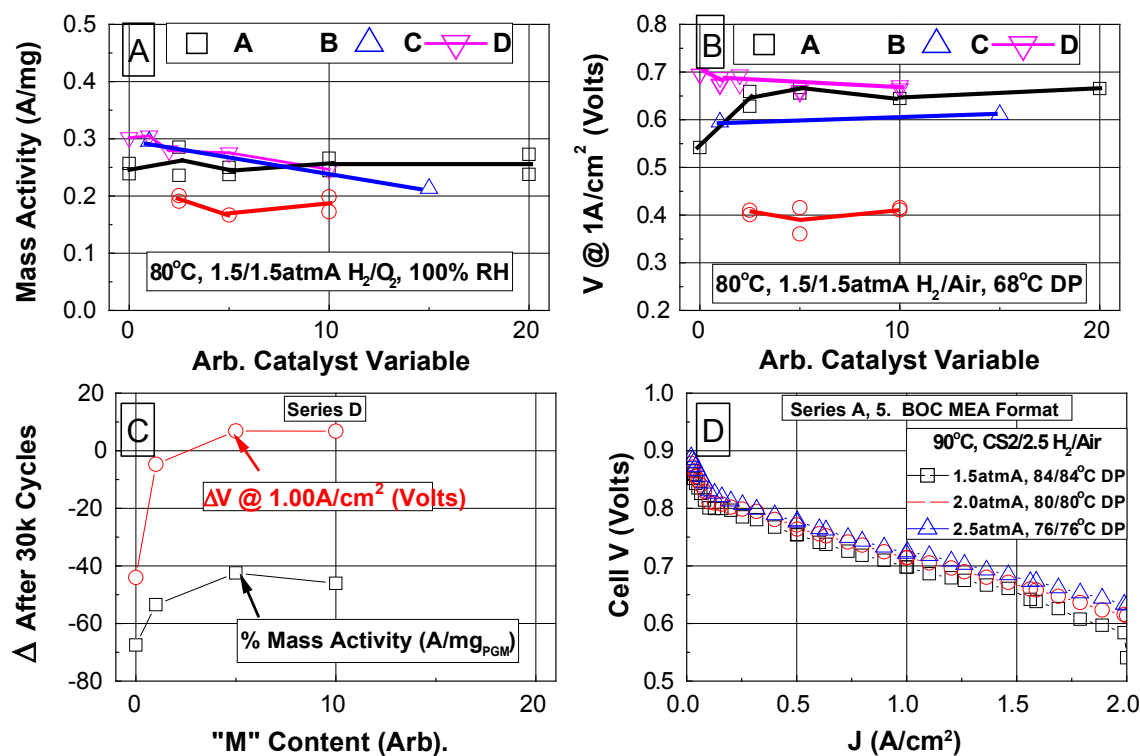 A
A B C D
Mass Activity (A/mg)
0.5
0.4
0.3
0.2
0.1
0.0
80°C, 1.5/1.5atmA H₂/O₂, 100% RH
0 10 20
Arb. Catalyst Variable
B
A B C D
V @ 1A/cm² (Volts)
0.8
0.7
0.6
0.5
0.4
0.3
0.2
80°C, 1.5/1.5atmA H₂/Air, 68°C DP
0 10 20
Arb. Catalyst Variable
C
Series D
Δ After 30k Cycles
20
0
-20
-40
-60
-80
ΔV @ 1.00A/cm² (Volts)
% Mass Activity (A/mgPGM)
0 10 20
"M" Content (Arb).
D
Series A, 5. BOC MEA Format
90°C, CS2/2.5 H₂/Air
1.5atmA, 84/84°C DP
2.0atmA, 80/80°C DP
2.5atmA, 76/76°C DP
Cell V (Volts)
1.0
0.9
0.8
0.7
0.6
0.5
0.0 0.5 1.0 1.5 2.0
J (A/cm²)